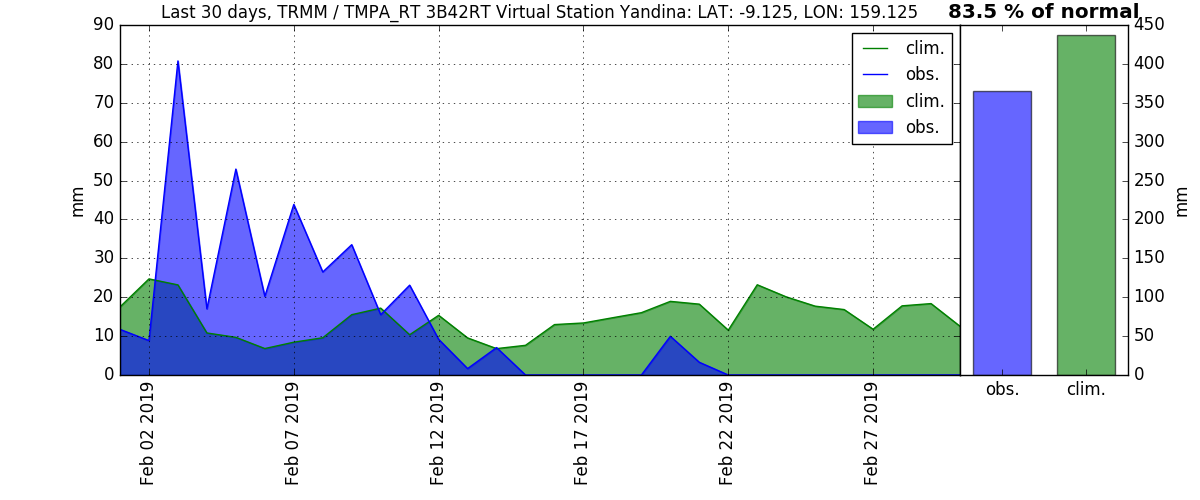 Last 30 days, TRMM / TMPA_RT 3B42RT Virtual Station Yandina: LAT: -9.125, LON: 159.125
83.5 % of normal
90
80
70
60
50
40
30
20
10
0
mm
clim.
obs.
clim.
obs.
450
400
350
300
250
200
150
100
50
0
mm
obs.
clim.
Feb 02 2019
Feb 07 2019
Feb 12 2019
Feb 17 2019
Feb 22 2019
Feb 27 2019